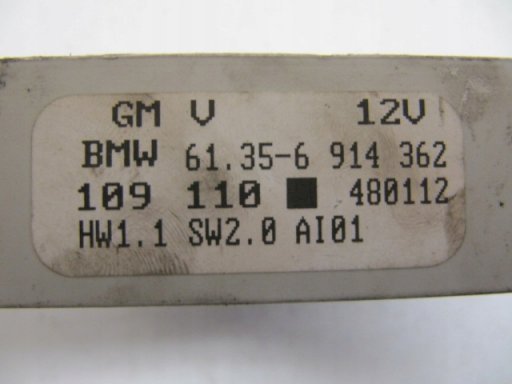 GM V 12V
BMW 61.35-6 914 362
109 110 ■ 480112
HW1.1 SW2.0 AI01